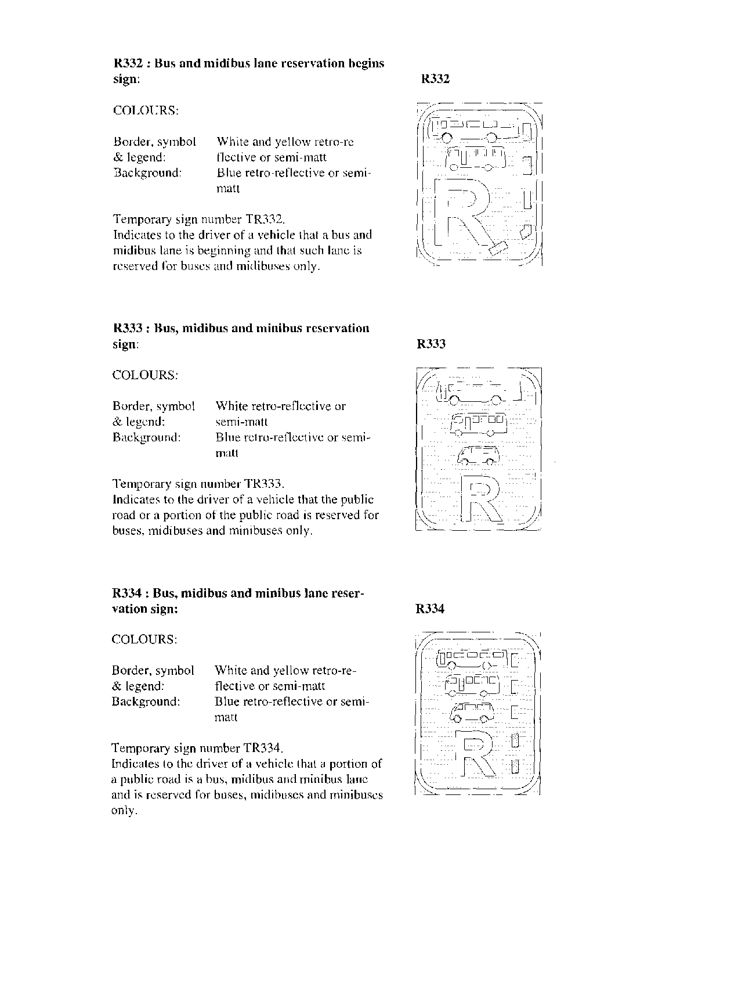 R332 : Bus and midibus lane reservation begins
sign:
R332
COLOURS:
Border, symbol White and yellow retro-re
& legend: flective or semi-matt
Background: Blue retro-reflective or semi-
matt
Temporary sign number TR332.
Indicates to the driver of a vehicle that a bus and
midibus lane is beginning and that such lane is
reserved for buses and midibuses only.
R
R333 : Bus, midibus and minibus reservation
sign:
R333
COLOURS:
Border, symbol White retro-reflective or
& legend: semi-matt
Background: Blue retro-reflective or semi-
matt
Temporary sign number TR333.
Indicates to the driver of a vehicle that the public
road or a portion of the public road is reserved for
buses, midibuses and minibuses only.
R
R334 : Bus, midibus and minibus lane reser-
vation sign:
R334
COLOURS:
Border, symbol White and yellow retro-re-
& legend: flective or semi-matt
Background: Blue retro-reflective or semi-
matt
Temporary sign number TR334.
Indicates to the driver of a vehicle that a portion of
a public road is a bus, midibus and minibus lane
and is reserved for buses, midibuses and minibuses
only.
R